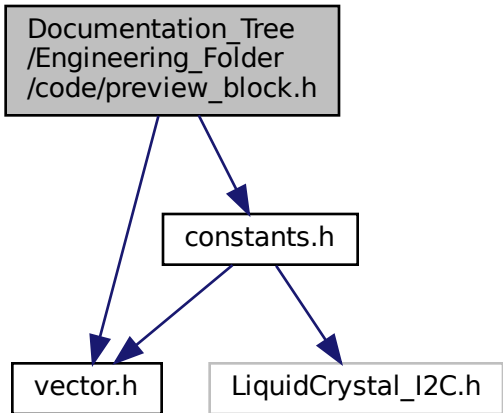 Documentation_Tree
/Engineering_Folder
/code/preview_block.h
constants.h
vector.h
LiquidCrystal_I2C.h